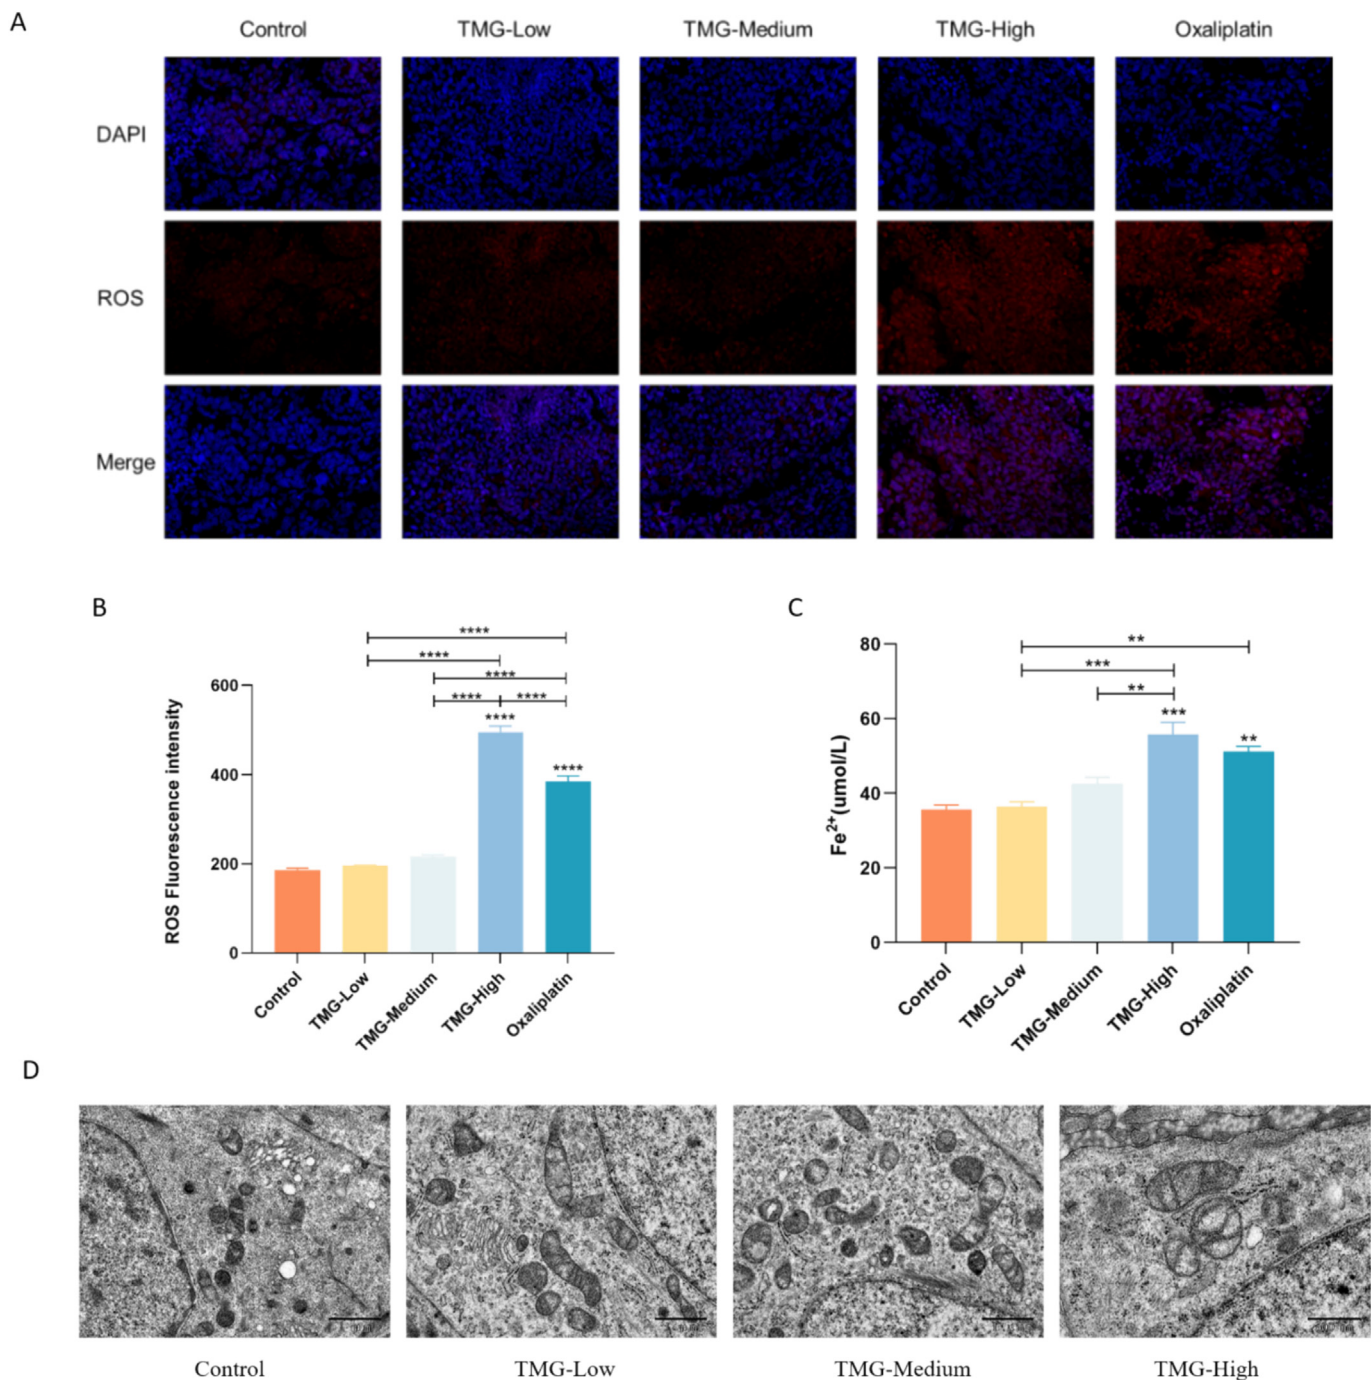 A
Control TMG-Low TMG-Medium TMG-High Oxaliplatin
DAPI
ROS
Merge
B
ROS Fluorescence intensity
600
400
200
0
****
****
****
**** ****
****
****
Control TMG-Low TMG-Medium TMG-High Oxaliplatin
C
Fe2+(umol/L)
80
60
40
20
0
**
***
**
***
**
Control TMG-Low TMG-Medium TMG-High Oxaliplatin
D
Control TMG-Low TMG-Medium TMG-High